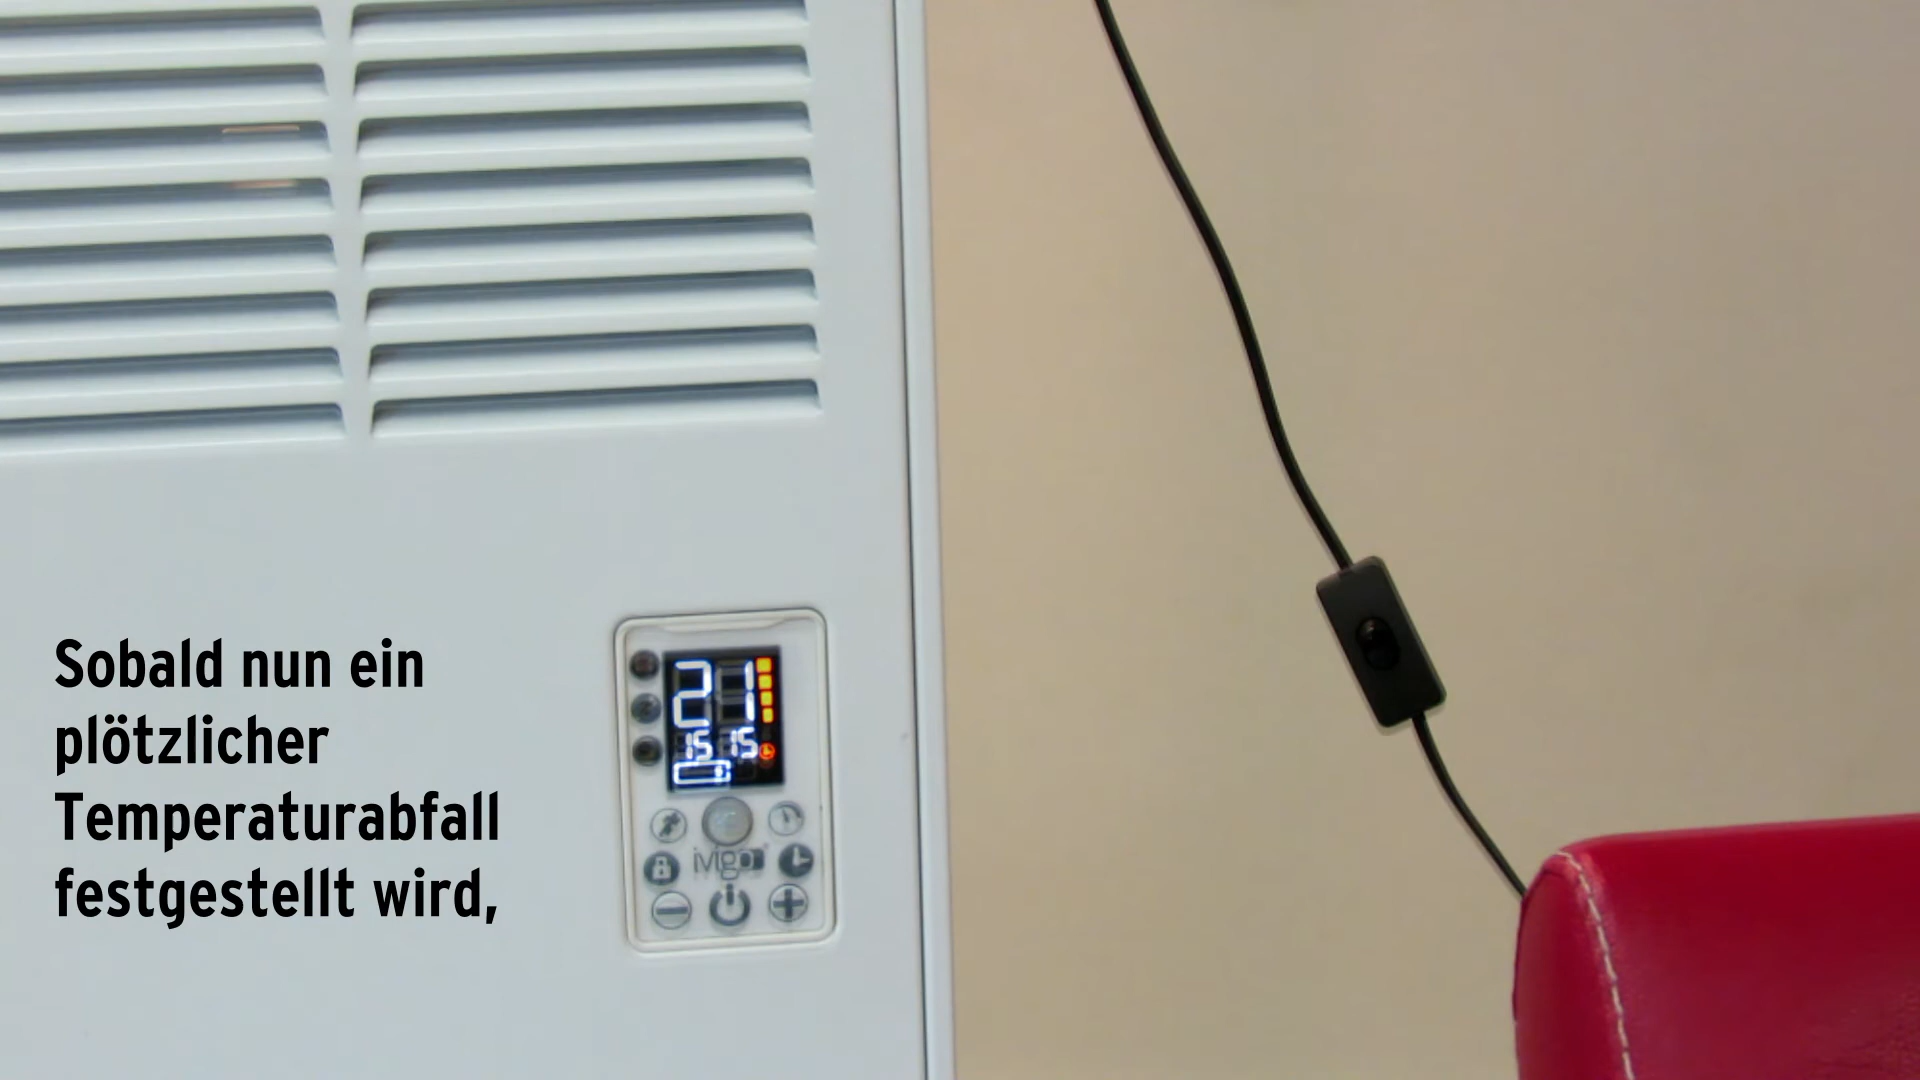 Sobald nun ein
plötzlicher
Temperaturabfall
festgestellt wird,
21
15 15
ivigo